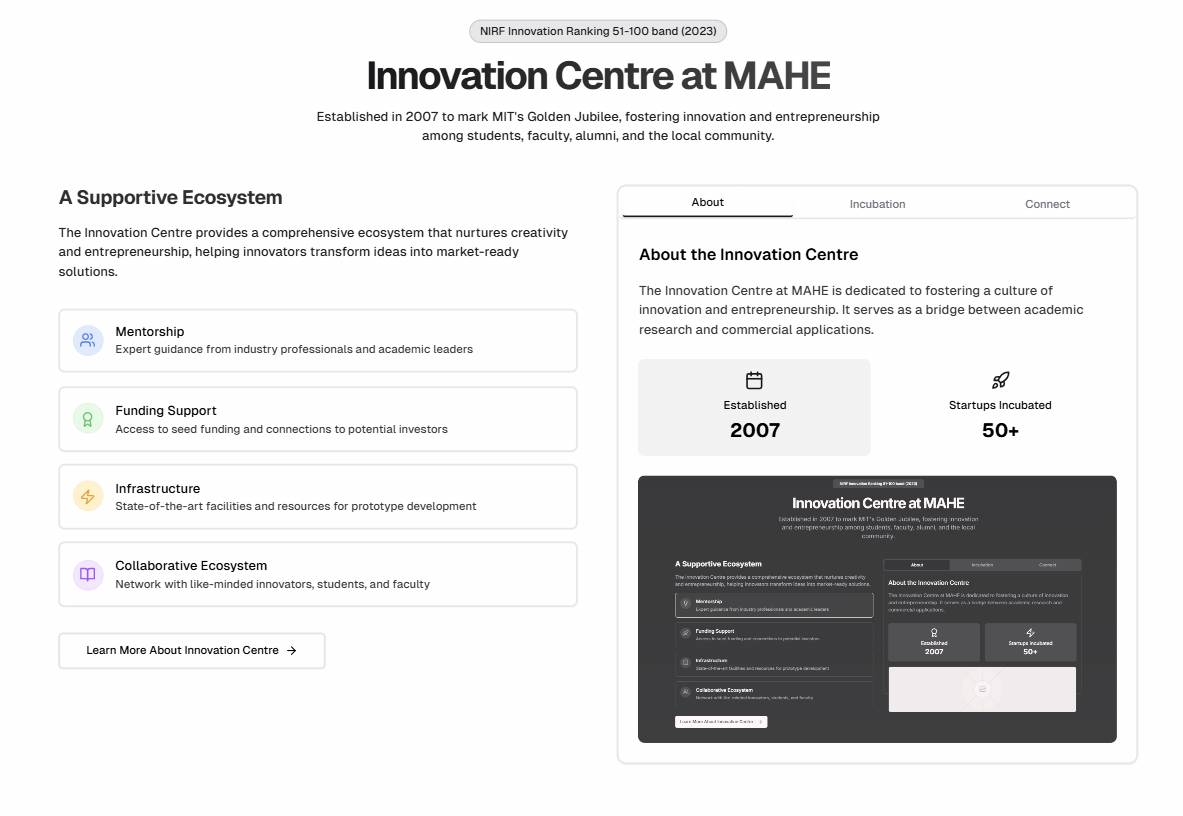 NIRF Innovation Ranking 51-100 band (2023)
Innovation Centre at MAHE
Established in 2007 to mark MIT's Golden Jubilee, fostering innovation and entrepreneurship
among students, faculty, alumni, and the local community.
A Supportive Ecosystem
The Innovation Centre provides a comprehensive ecosystem that nurtures creativity
and entrepreneurship, helping innovators transform ideas into market-ready
solutions.
Mentorship
Expert guidance from industry professionals and academic leaders
Funding Support
Access to seed funding and connections to potential investors
Infrastructure
State-of-the-art facilities and resources for prototype development
Collaborative Ecosystem
Network with like-minded innovators, students, and faculty
Learn More About Innovation Centre →
About
Incubation
Connect
About the Innovation Centre
The Innovation Centre at MAHE is dedicated to fostering a culture of
innovation and entrepreneurship. It serves as a bridge between academic
research and commercial applications.
Established
2007
Startups Incubated
50+
NIRF Innovation Ranking 51-100 band (2023)
Innovation Centre at MAHE
Established in 2007 to mark MIT's Golden Jubilee, fostering innovation
and entrepreneurship among students, faculty, alumni, and the local
community.
A Supportive Ecosystem
The Innovation Centre provides a comprehensive ecosystem that nurtures creativity
and entrepreneurship, helping innovators transform ideas into market-ready solutions.
Mentorship
Expert guidance from industry professionals and academic leaders
Funding Support
Access to seed funding and connections to potential investors
Infrastructure
State-of-the-art facilities and resources for prototype development
Collaborative Ecosystem
Network with like-minded innovators, students, and faculty
Learn More About Innovation Centre
About
Incubation
Connect
About the Innovation Centre
The Innovation Centre at MAHE is dedicated to fostering a culture of innovation
and entrepreneurship. It serves as a bridge between academic research and
commercial applications.
Established
2007
Startups Incubated
50+